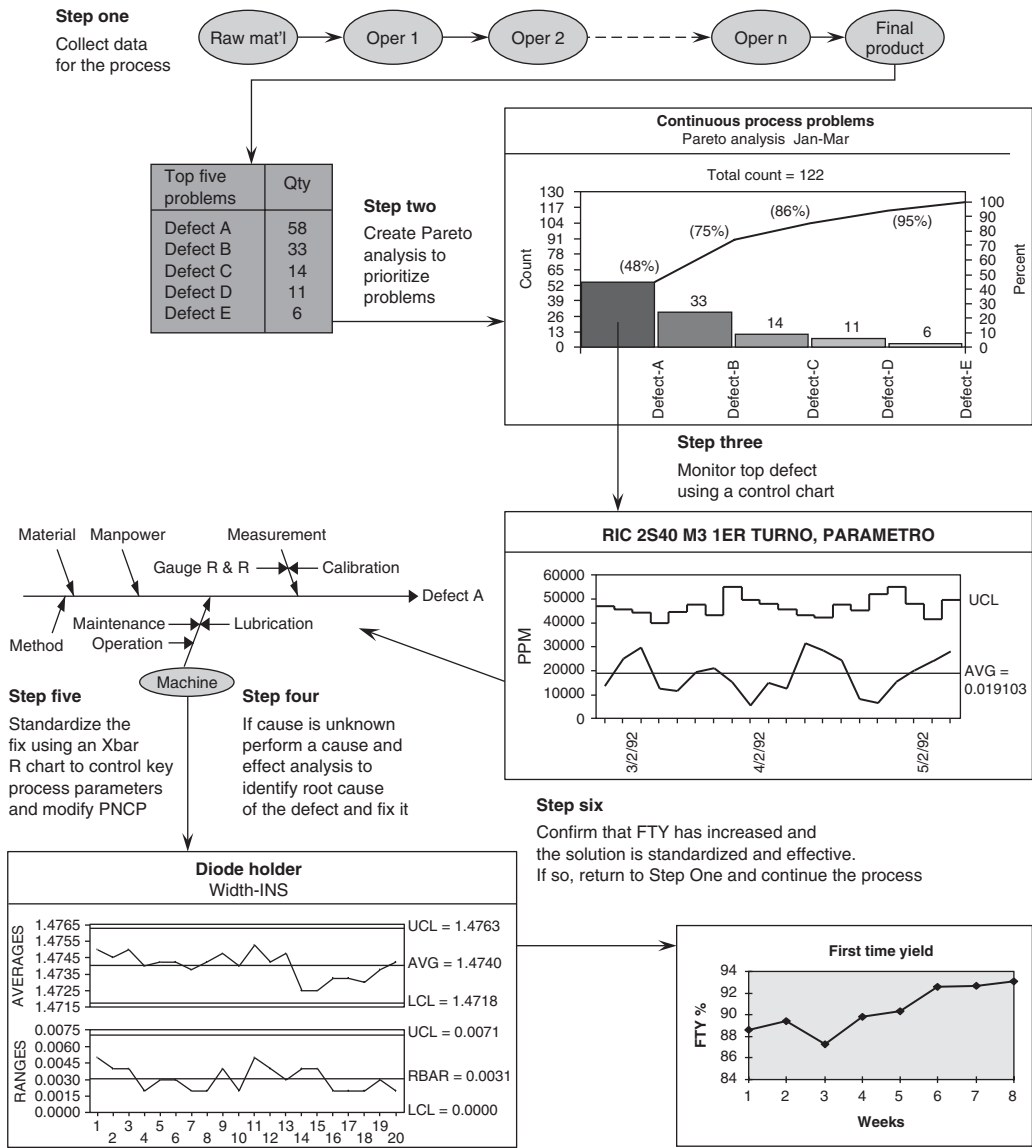 Step one
Collect data
for the process
Raw mat'l
Oper 1
Oper 2
Oper n
Final
product
Top five
problems
Qty
Defect A 58
Defect B 33
Defect C 14
Defect D 11
Defect E 6
Step two
Create Pareto
analysis to
prioritize
problems
Continuous process problems
Pareto analysis Jan-Mar
Total count = 122
Count
130
117
104
91
78
65
52
39
26
13
0
(48%)
(75%)
(86%)
(95%)
33
14
11
6
100
90
80
70
60
50
40
30
20
10
0
Percent
Defect-A
Defect-B
Defect-C
Defect-D
Defect-E
Step three
Monitor top defect
using a control chart
RIC 2S40 M3 1ER TURNO, PARAMETRO
PPM
60000
50000
40000
30000
20000
10000
0
UCL
AVG =
0.019103
3/2/92
4/2/92
5/2/92
Material
Manpower
Measurement
Gauge R & R
Calibration
Defect A
Maintenance
Lubrication
Method
Operation
Machine
Step four
If cause is unknown
perform a cause and
effect analysis to
identify root cause
of the defect and fix it
Step five
Standardize the
fix using an Xbar
R chart to control key
process parameters
and modify PNCP
Diode holder
Width-INS
AVERAGES
1.4765
1.4755
1.4745
1.4735
1.4725
1.4715
UCL = 1.4763
AVG = 1.4740
LCL = 1.4718
RANGES
0.0075
0.0060
0.0045
0.0030
0.0015
0.0000
UCL = 0.0071
RBAR = 0.0031
LCL = 0.0000
1 3 5 7 9 11 13 15 17 19
2 4 6 8 10 12 14 16 18 20
Step six
Confirm that FTY has increased and
the solution is standardized and effective.
If so, return to Step One and continue the process
First time yield
FTY %
94
92
90
88
86
84
1 2 3 4 5 6 7 8
Weeks